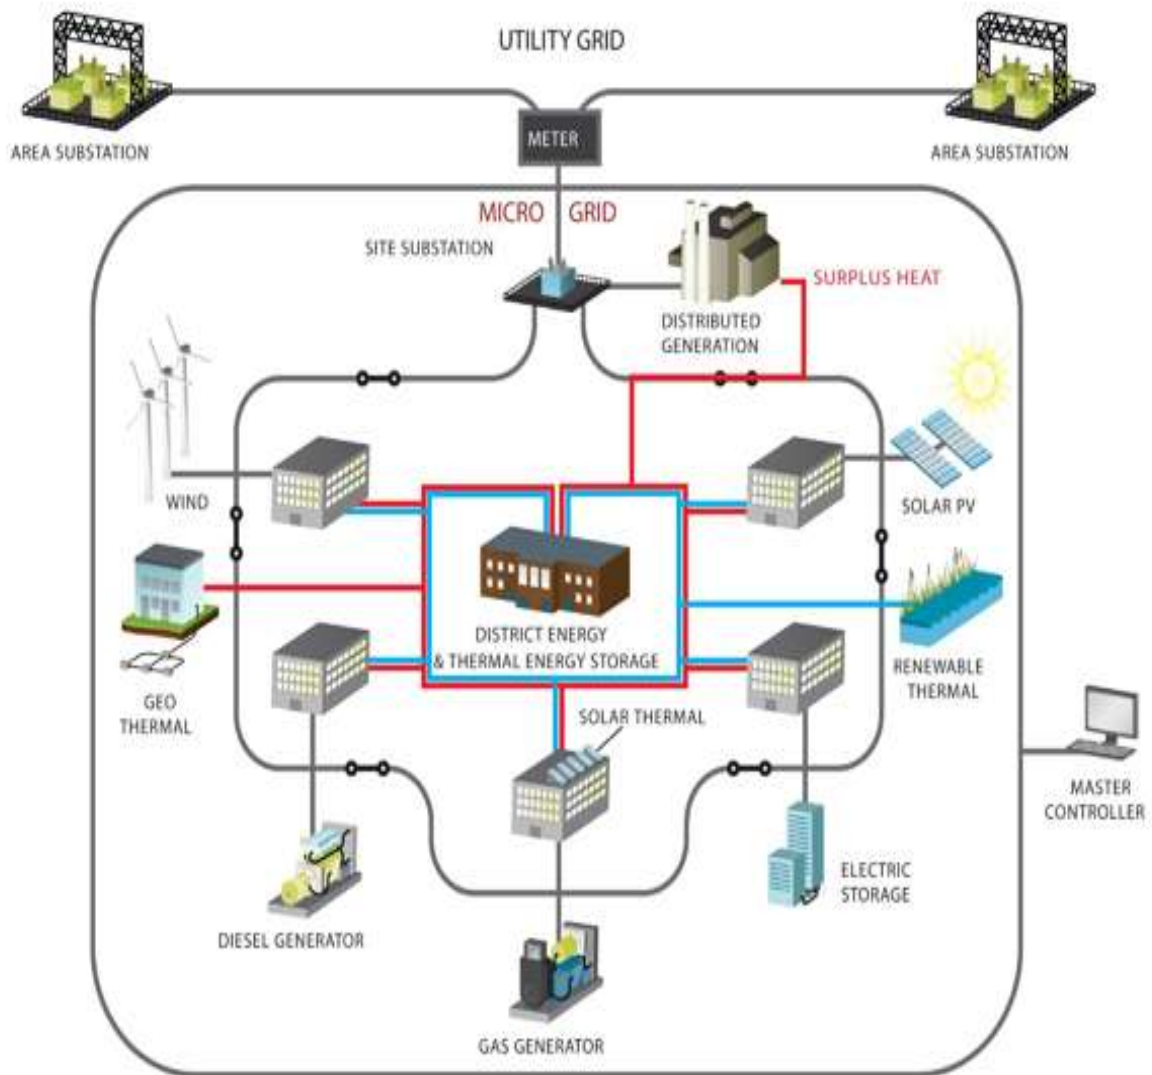 UTILITY GRID
AREA SUBSTATION
METER
AREA SUBSTATION
MICRO GRID
SITE SUBSTATION
SURPLUS HEAT
DISTRIBUTED
GENERATION
WIND
SOLAR PV
DISTRICT ENERGY
& THERMAL ENERGY STORAGE
GEO
THERMAL
RENEWABLE
THERMAL
SOLAR THERMAL
MASTER
CONTROLLER
ELECTRIC
STORAGE
DIESEL GENERATOR
GAS GENERATOR